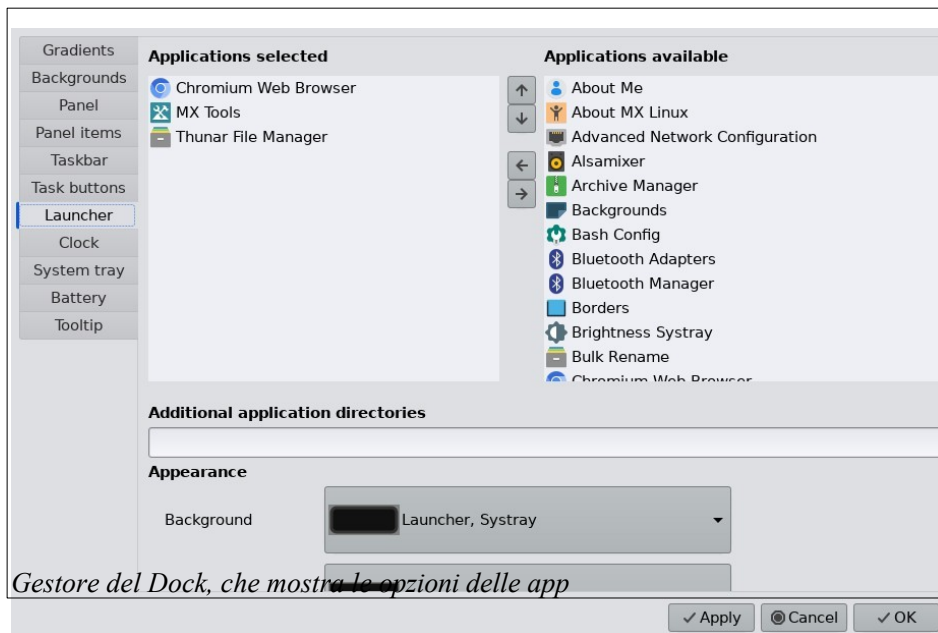 Gradients
Backgrounds
Panel
Panel items
Taskbar
Task buttons
Launcher
Clock
System tray
Battery
Tooltip
Applications selected
Chromium Web Browser
MX Tools
Thunar File Manager
Applications available
About Me
About MX Linux
Advanced Network Configuration
Alsamixer
Archive Manager
Backgrounds
Bash Config
Bluetooth Adapters
Bluetooth Manager
Borders
Brightness Systray
Bulk Rename
Chromium Web Browser
Additional application directories
Appearance
Background
Launcher, Systray
Gestore del Dock, che mostra le opzioni delle app
Apply
Cancel
OK